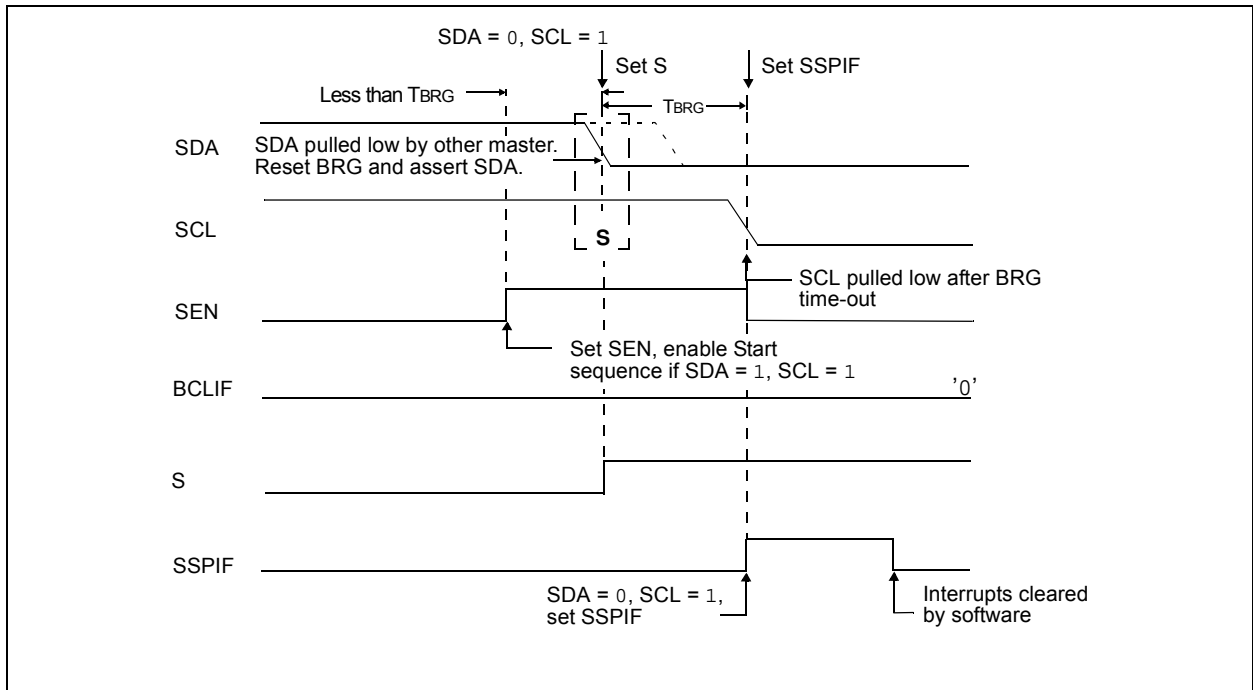 SDA = 0, SCL = 1
Set S
Set SSPIF
Less than TBRG
TBRG
SDA
SDA pulled low by other master.
Reset BRG and assert SDA.
SCL
S
SCL pulled low after BRG
time-out
SEN
Set SEN, enable Start
sequence if SDA = 1, SCL = 1
BCLIF
'0'
S
SSPIF
SDA = 0, SCL = 1,
set SSPIF
Interrupts cleared
by software